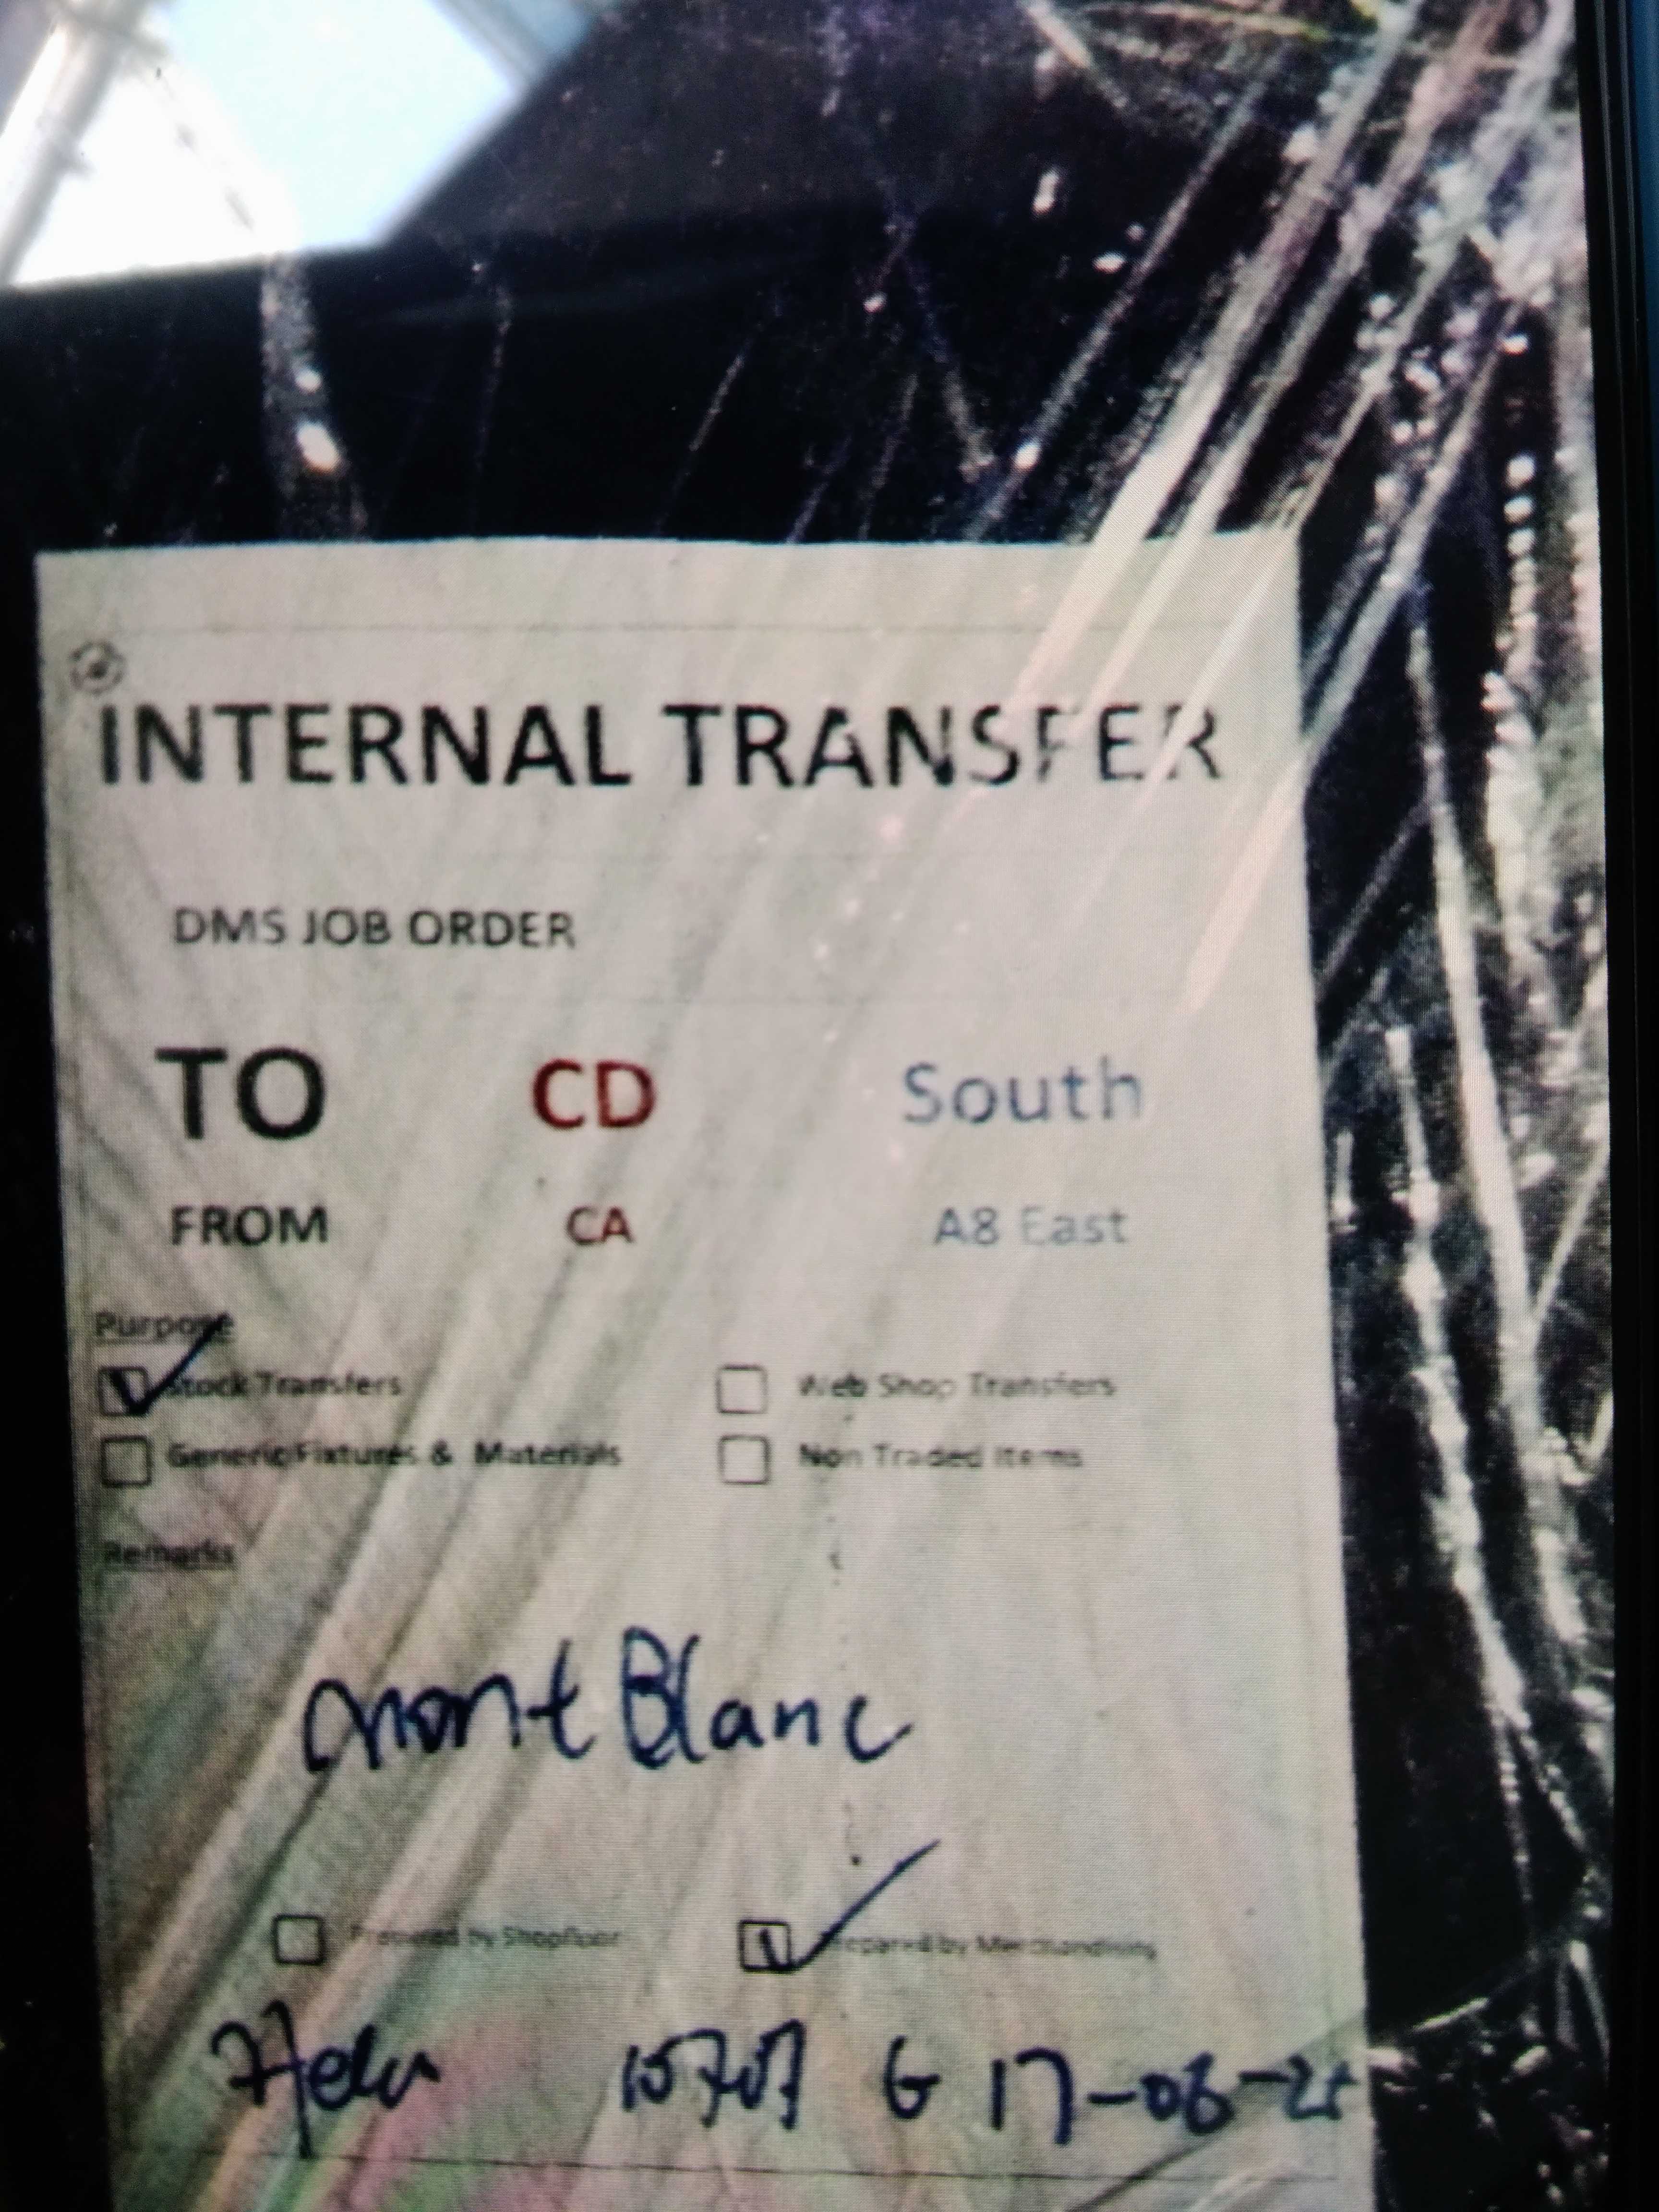 INTERNAL TRANSFER
DMS JOB ORDER
TO CD South
FROM CA A8 East
Purpose
Stock Transfers Web Shop Transfers
Generic Fixtures & Materials Non Traded Items
Remarks
Mont Blanc
Prepared by Shopfloor Prepared by Merchandising
G 17-06-25